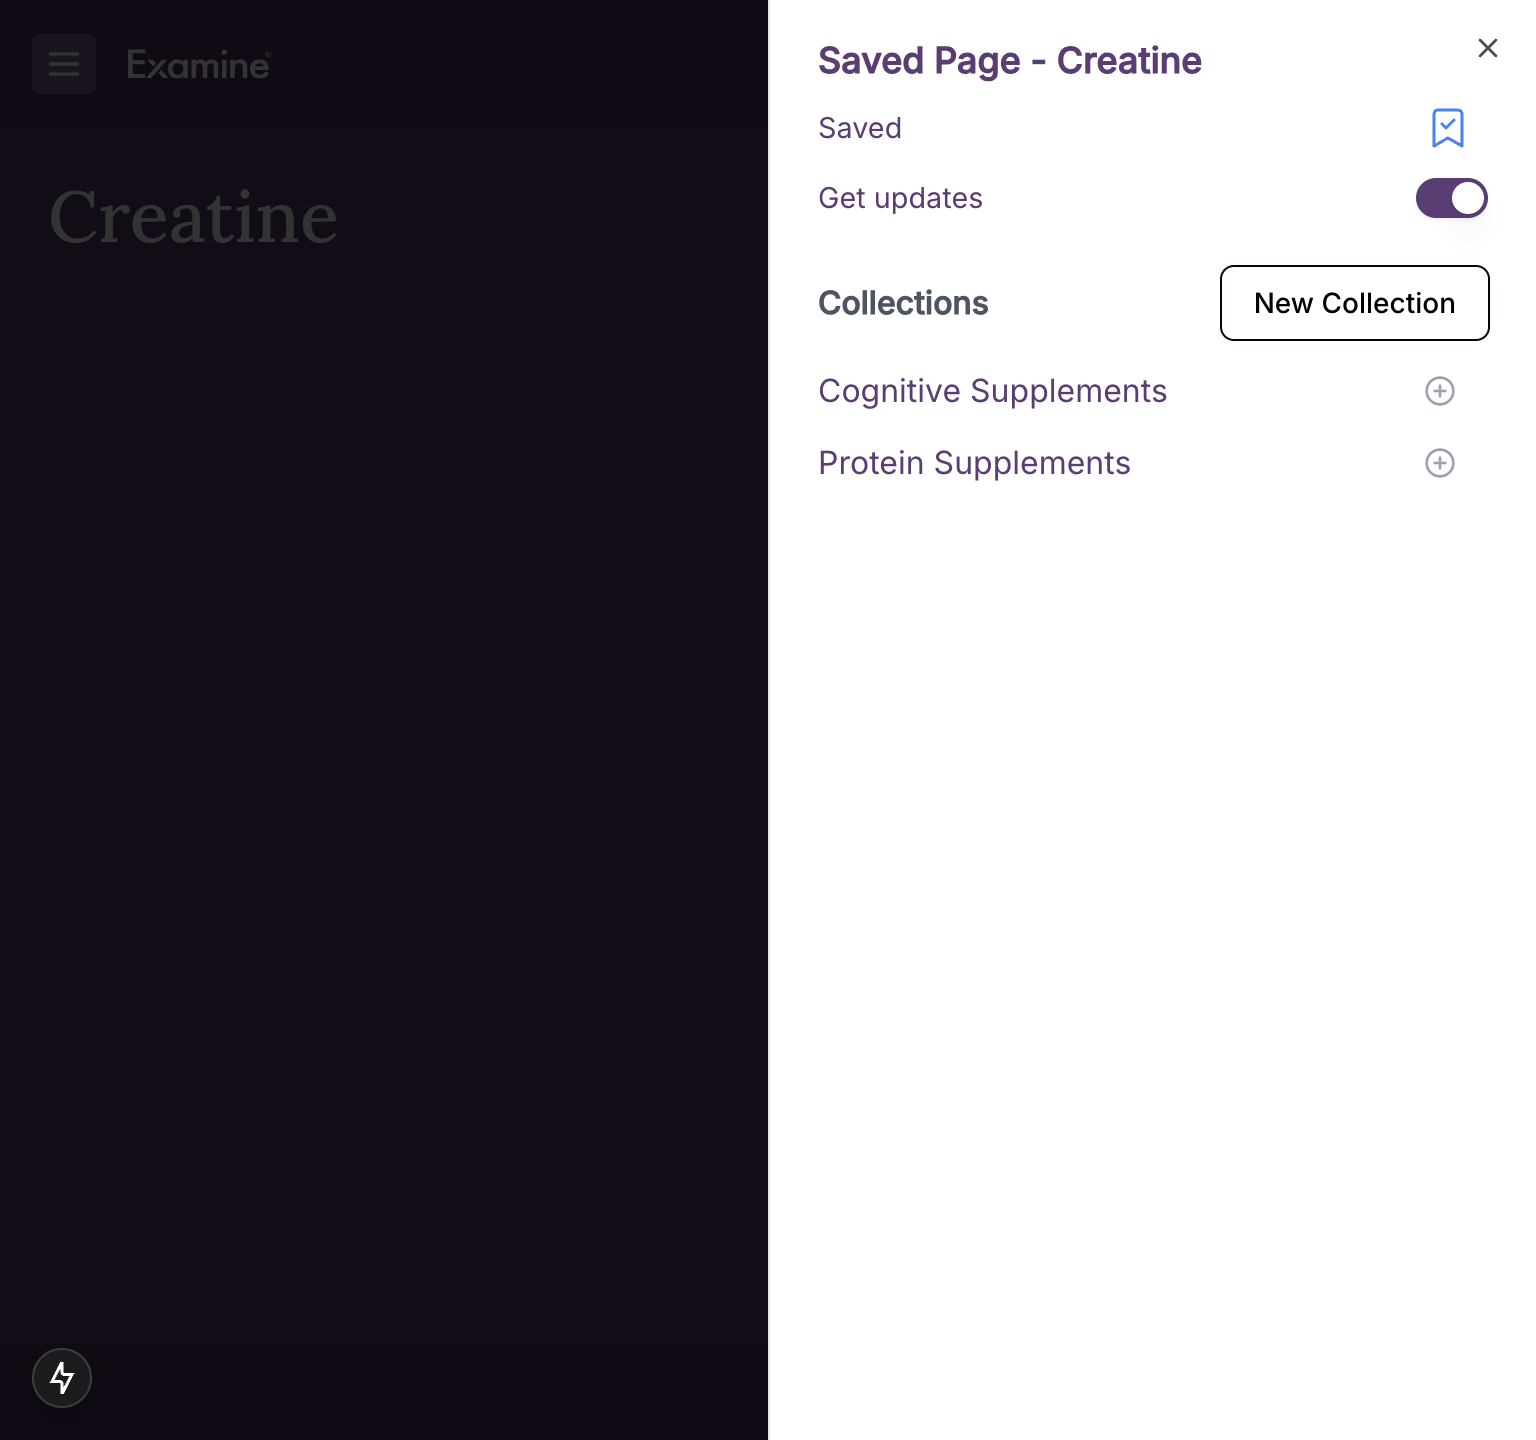 Examine®
Creatine
Saved Page - Creatine
Saved
Get updates
Collections
New Collection
Cognitive Supplements
Protein Supplements